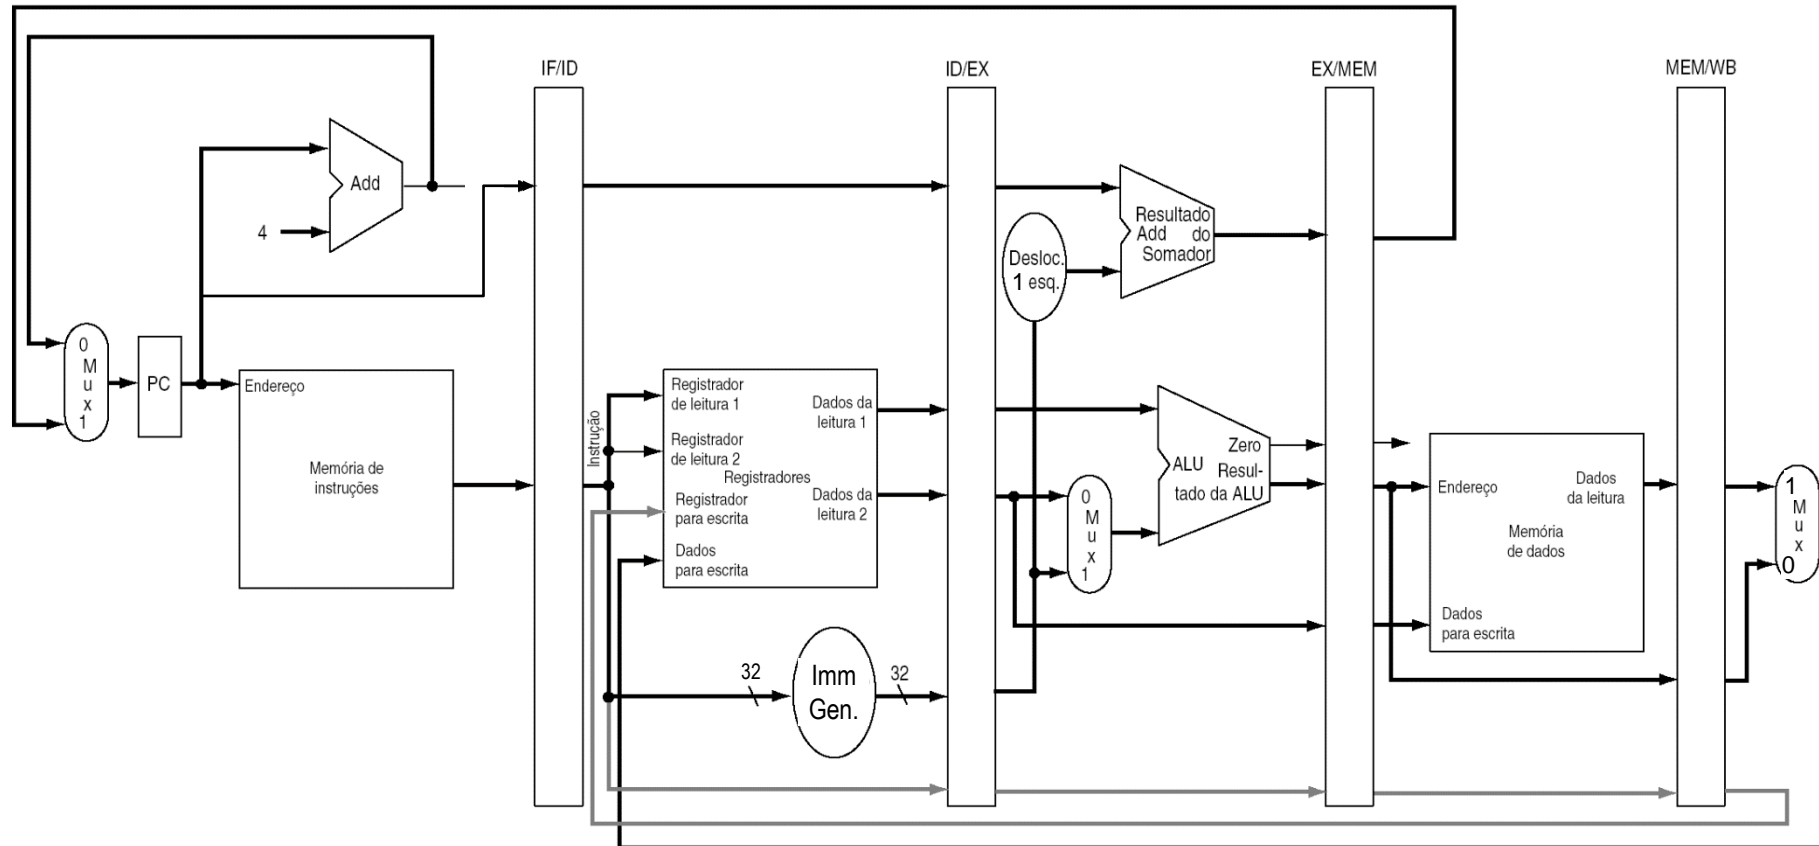 IF/ID
ID/EX
EX/MEM
MEM/WB
Add
4
0
M
u
x
1
PC
Endereço
Memória de
instruções
Instrução
Registrador
de leitura 1
Registrador
de leitura 2
Registradores
Registrador
para escrita
Dados
para escrita
Dados da
leitura 1
Dados da
leitura 2
32
Imm
Gen.
32
Desloc.
1 esq.
Resultado
Add do
Somador
0
M
u
x
1
ALU
Zero
Resul-
tado da ALU
Endereço
Dados
da leitura
Memória
de dados
Dados
para escrita
1
M
u
x
0